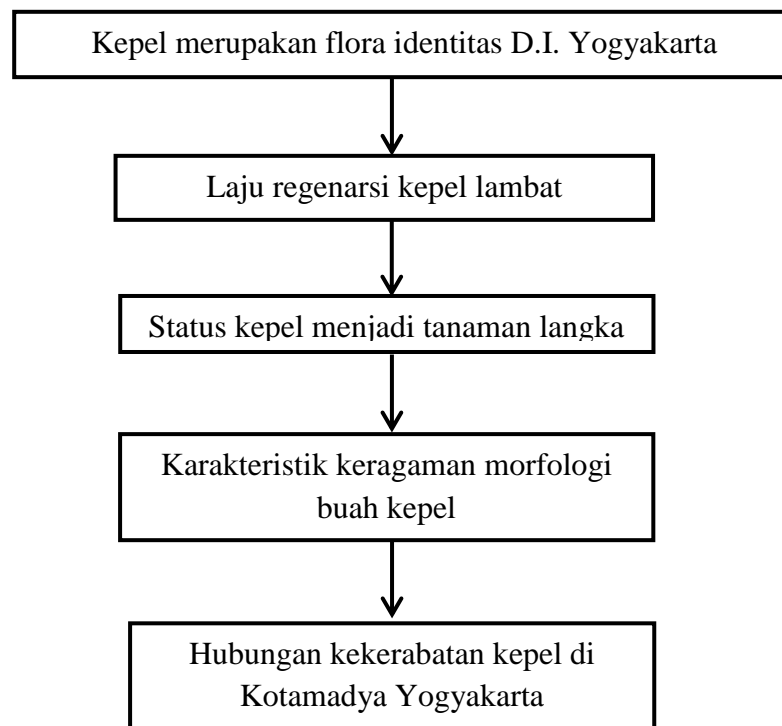 Kepel merupakan flora identitas D.I. Yogyakarta
Laju regenarsi kepel lambat
Status kepel menjadi tanaman langka
Karakteristik keragaman morfologi
buah kepel
Hubungan kekerabatan kepel di
Kotamadya Yogyakarta